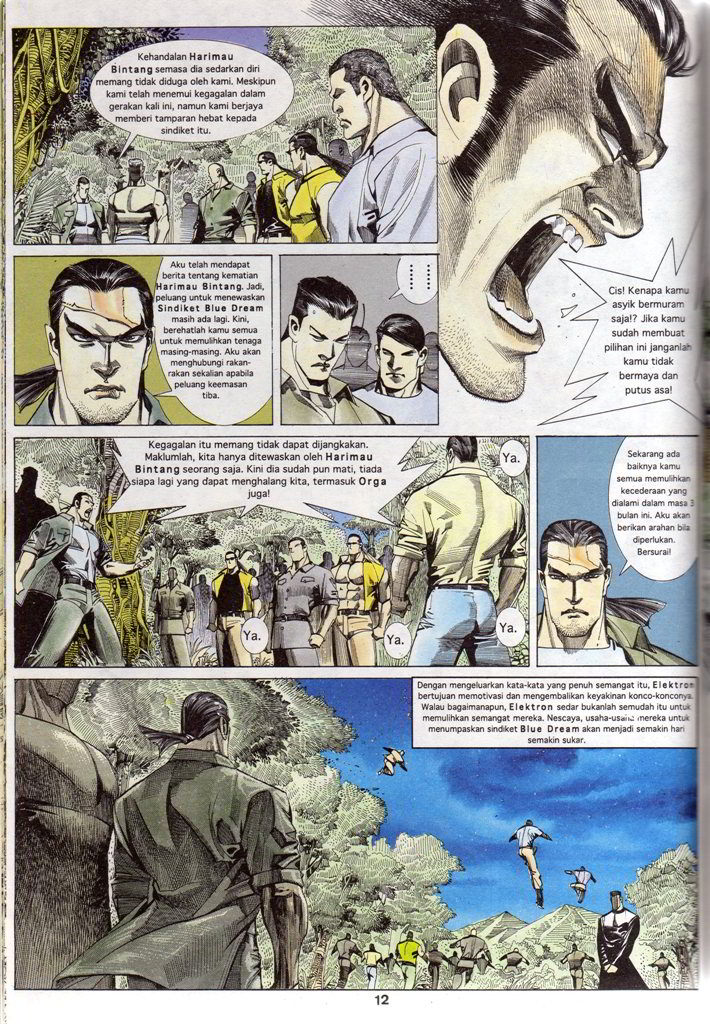 Kehandalan Harimau
Bintang semasa dia sedarkan diri
memang tidak diduga oleh kami. Meskipun
kami telah menemui kegagalan dalam
gerakan kali ini, namun kami berjaya
memberi tamparan hebat kepada
sindiket itu.
Cis! Kenapa kamu
asyik bermuram
saja!? Jika kamu
sudah membuat
pilihan ini janganlah
kamu tidak
bermaya dan
putus asa!
Aku telah mendapat
berita tentang kematian
Harimau Bintang. Jadi,
peluang untuk menewaskan
Sindiket Blue Dream
masih ada lagi. Kini,
berehatlah kamu semua
untuk memulihkan tenaga
masing-masing. Aku akan
menghubungi rakan-
rakan sekalian apabila
peluang keemasan
tiba.
Kegagalan itu memang tidak dapat dijangkakan.
Maklumlah, kita hanya ditewaskan oleh Harimau
Bintang seorang saja. Kini dia sudah pun mati, tiada
siapa lagi yang dapat menghalang kita, termasuk Orga
juga!
Ya.
Ya.
Ya.
Ya.
Sekarang ada
baiknya kamu
semua memulihkan
kecederaan yang
dialami dalam masa 3
bulan ini. Aku akan
berikan arahan bila
diperlukan.
Bersurai!
Dengan mengeluarkan kata-kata yang penuh semangat itu, Elektron
bertujuan memotivasi dan mengembalikan keyakinan konco-konconya.
Walau bagaimanapun, Elektron sedar bukanlah semudah itu untuk
memulihkan semangat mereka. Nescaya, usaha-usaha mereka untuk
menumpaskan sindiket Blue Dream akan menjadi semakin hari
semakin sukar.
12